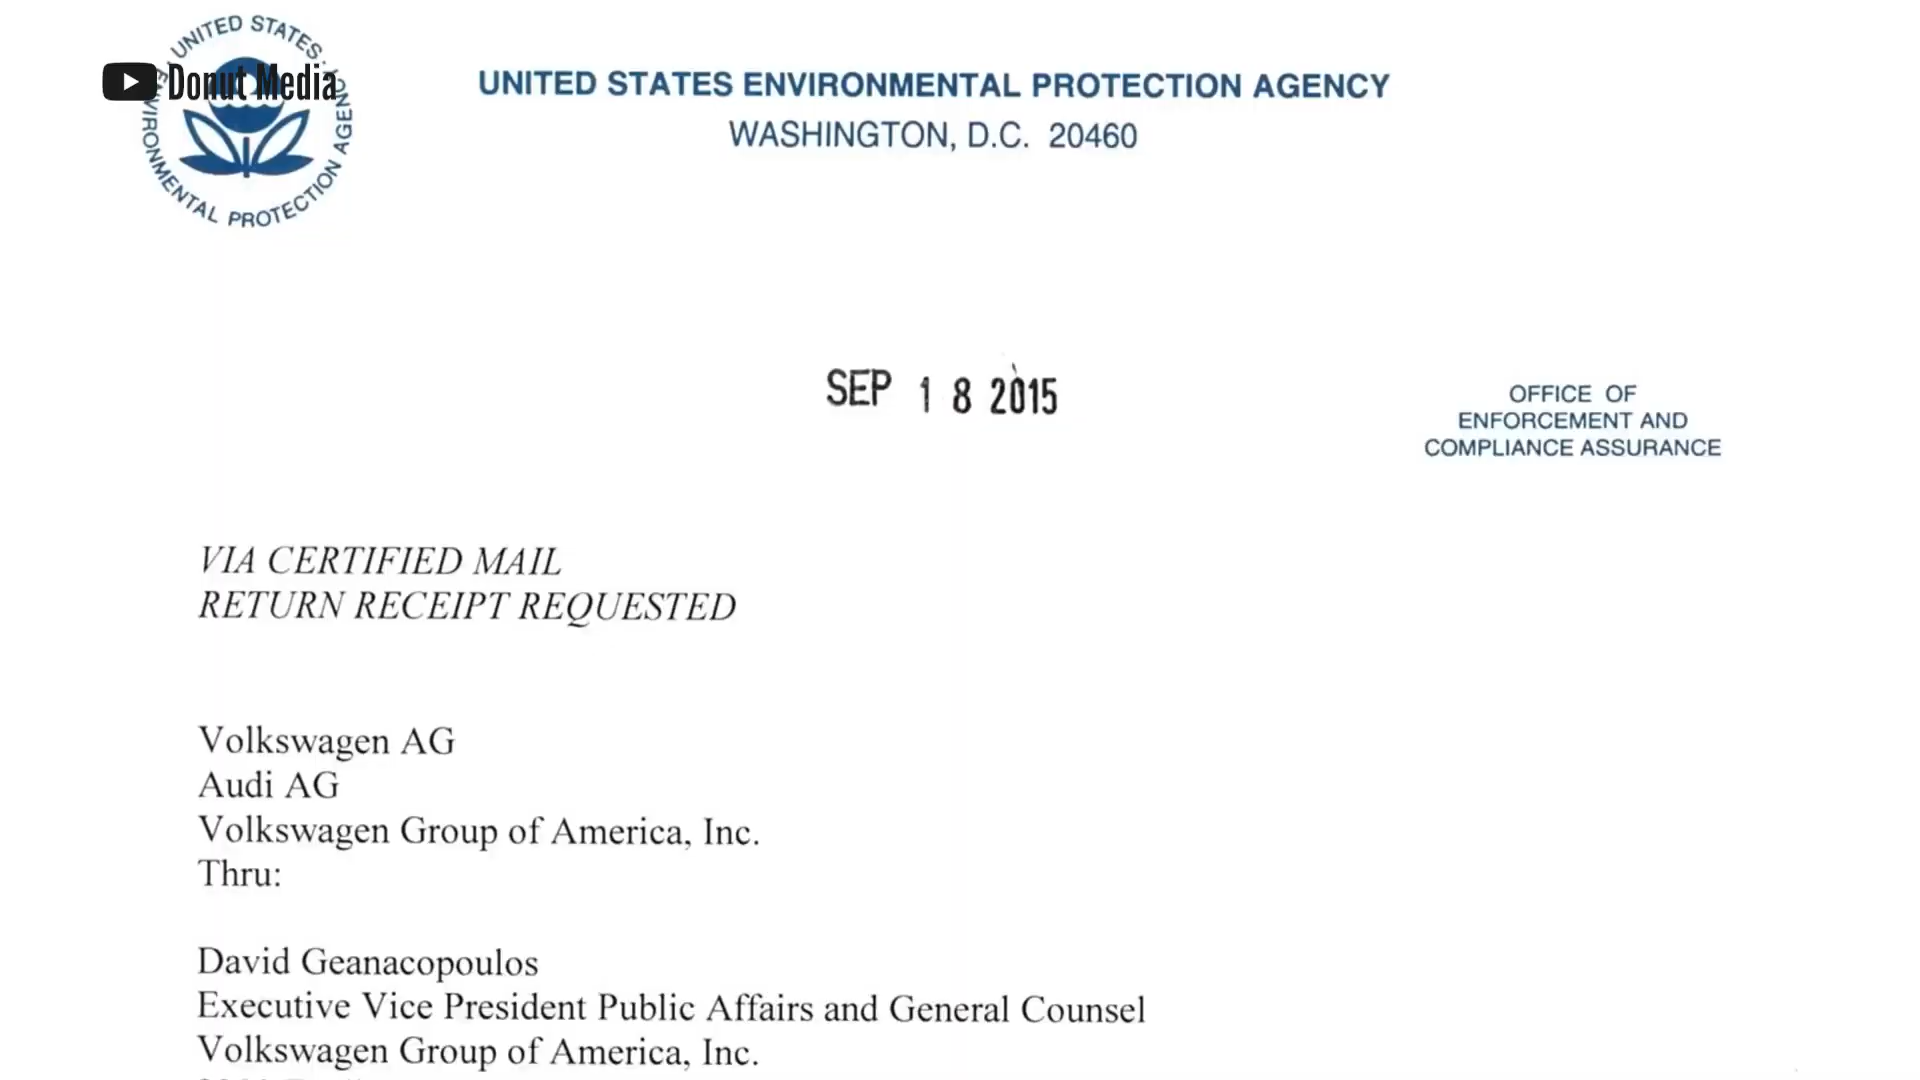 UNITED STATES
ENVIRONMENTAL PROTECTION AGENCY
Donut Media
UNITED STATES ENVIRONMENTAL PROTECTION AGENCY
WASHINGTON, D.C. 20460
SEP 18 2015
OFFICE OF
ENFORCEMENT AND
COMPLIANCE ASSURANCE
VIA CERTIFIED MAIL
RETURN RECEIPT REQUESTED
Volkswagen AG
Audi AG
Volkswagen Group of America, Inc.
Thru:
David Geanacopoulos
Executive Vice President Public Affairs and General Counsel
Volkswagen Group of America, Inc.